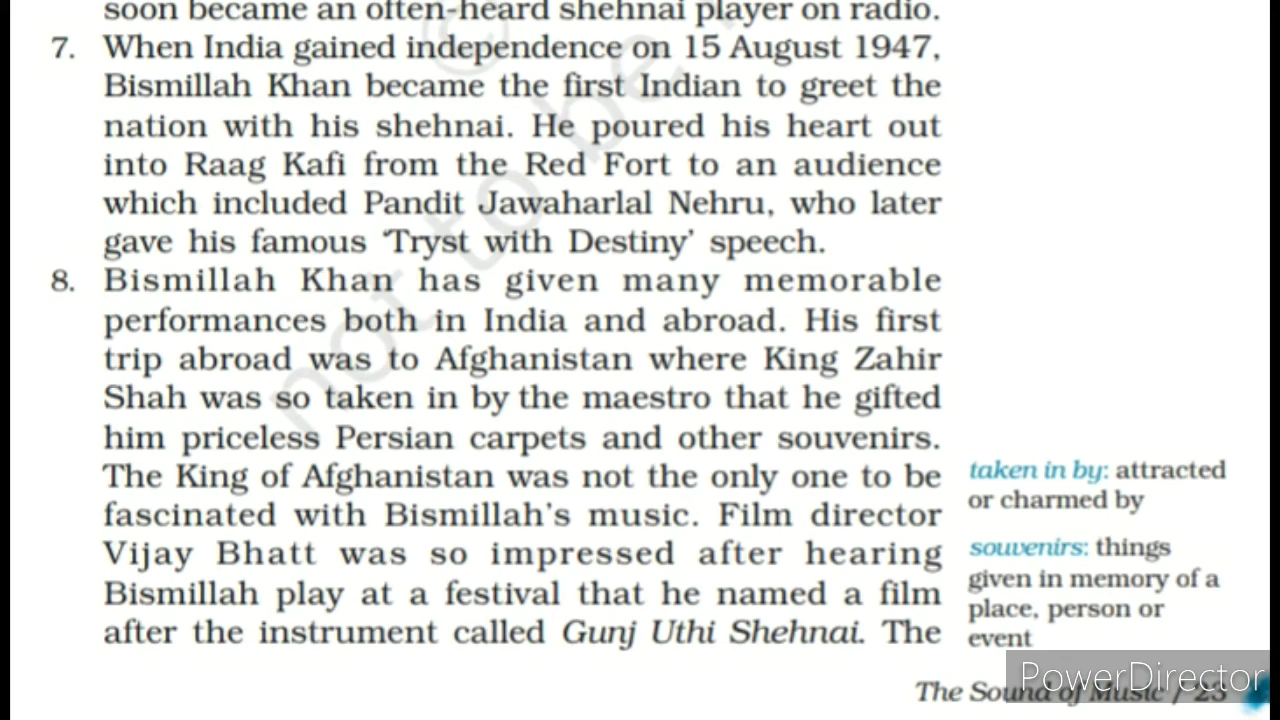 soon became an often-heard shehnai player on radio.
7. When India gained independence on 15 August 1947,
Bismillah Khan became the first Indian to greet the
nation with his shehnai. He poured his heart out
into Raag Kafi from the Red Fort to an audience
which included Pandit Jawaharlal Nehru, who later
gave his famous ‘Tryst with Destiny’ speech.
8. Bismillah Khan has given many memorable
performances both in India and abroad. His first
trip abroad was to Afghanistan where King Zahir
Shah was so taken in by the maestro that he gifted
him priceless Persian carpets and other souvenirs.
The King of Afghanistan was not the only one to be
fascinated with Bismillah’s music. Film director
Vijay Bhatt was so impressed after hearing
Bismillah play at a festival that he named a film
after the instrument called Gunj Uthi Shehnai. The
taken in by: attracted
or charmed by
souvenirs: things
given in memory of a
place, person or
event
The Sound of Music / 23
PowerDirector
© not to be